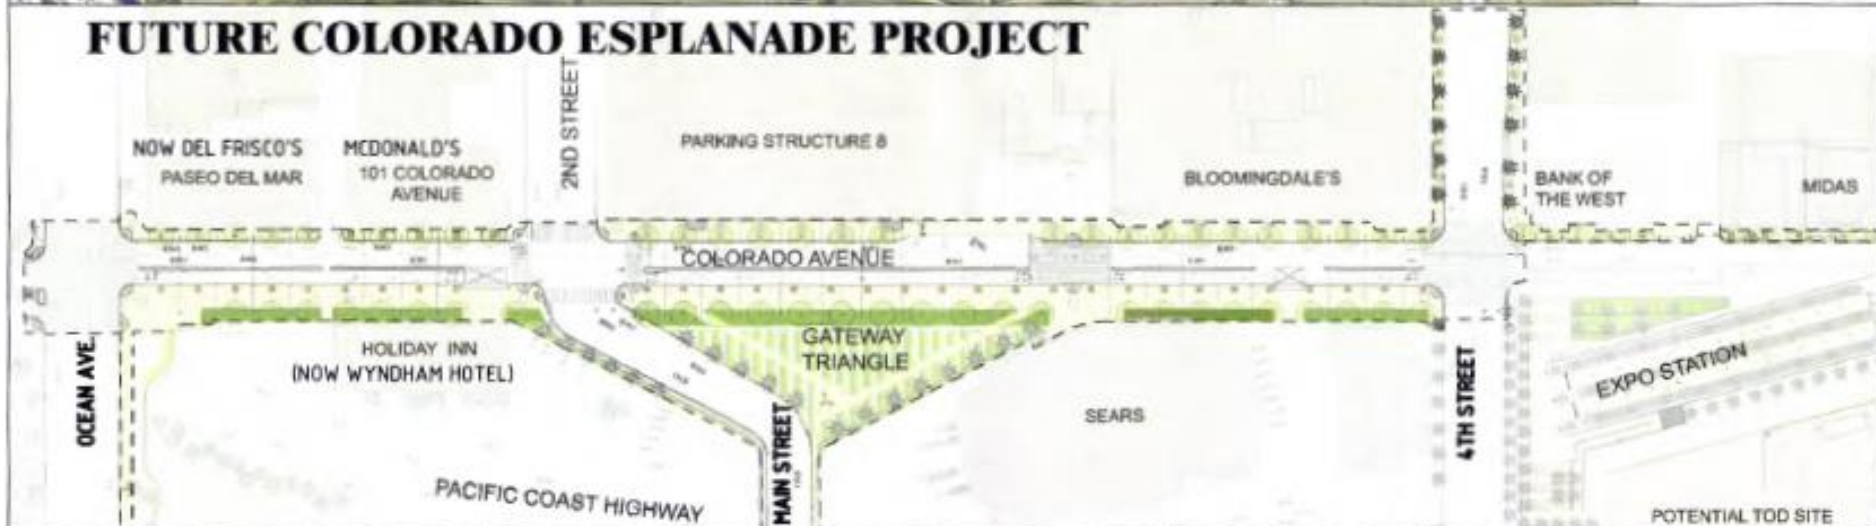 FUTURE COLORADO ESPLANADE PROJECT
NOW DEL FRISCO'S
PASEO DEL MAR
MCDONALD'S
101 COLORADO
AVENUE
2ND STREET
PARKING STRUCTURE 8
BLOOMINGDALE'S
BANK OF
THE WEST
MIDAS
COLORADO AVENUE
OCEAN AVE.
HOLIDAY INN
(NOW WYNDHAM HOTEL)
GATEWAY
TRIANGLE
MAIN STREET
SEARS
4TH STREET
EXPO STATION
PACIFIC COAST HIGHWAY
POTENTIAL TOD SITE